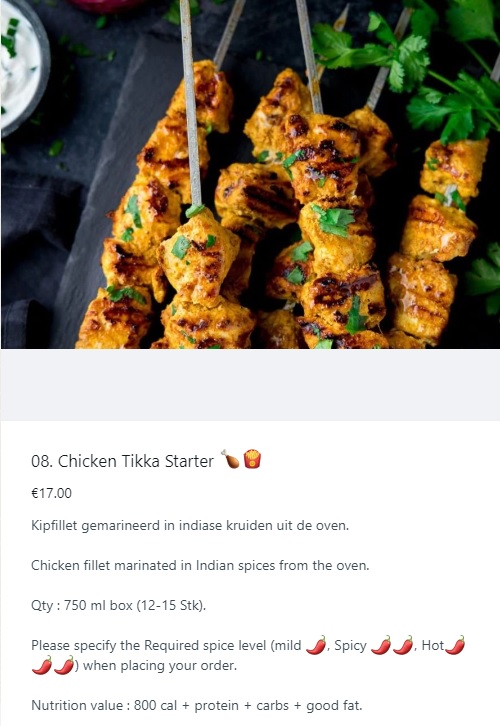 08. Chicken Tikka Starter 🍗🍟
€17.00
Kipfillet gemarineerd in indiase kruiden uit de oven.
Chicken fillet marinated in Indian spices from the oven.
Qty : 750 ml box (12-15 Stk).
Please specify the Required spice level (mild 🌶️, Spicy 🌶️🌶️, Hot🌶️
🌶️🌶️) when placing your order.
Nutrition value : 800 cal + protein + carbs + good fat.